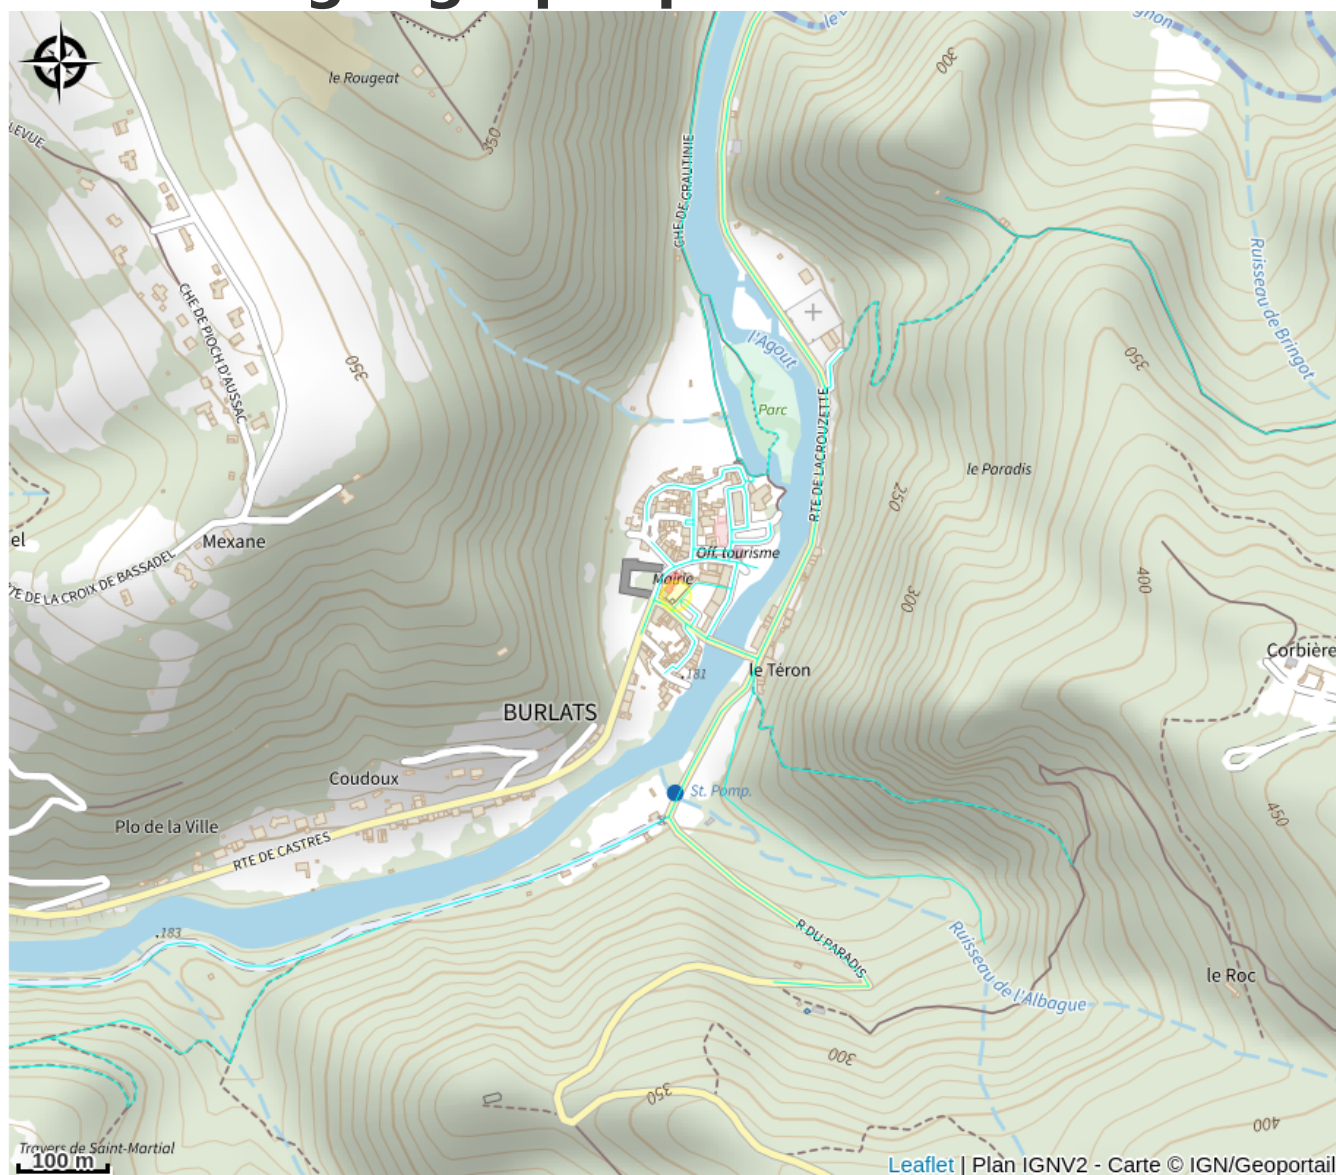 le Rougeat
300
350
LEVUE
CHE DE GRAUTINIE
Ruisseau de Bringot
CHE DE PIOCH D'AUSSAC
l'Agout
350
350
Parc
RTE DE LACROUZETTE
le Paradis
250
el
Mexane
Off. tourisme
Mairie
TE DE LA CROIX DE BASSADEL
400
300
Corbière
le Téron
181
BURLATS
Coudoux
St. Pomp.
Plo de la Ville
450
RTE DE CASTRES
183
R DU PARADIS
Ruisseau de l'Albague
le Roc
300
350
400
Travers de Saint-Martial
100 m
Leaflet | Plan IGNV2 - Carte © IGN/Geoportail